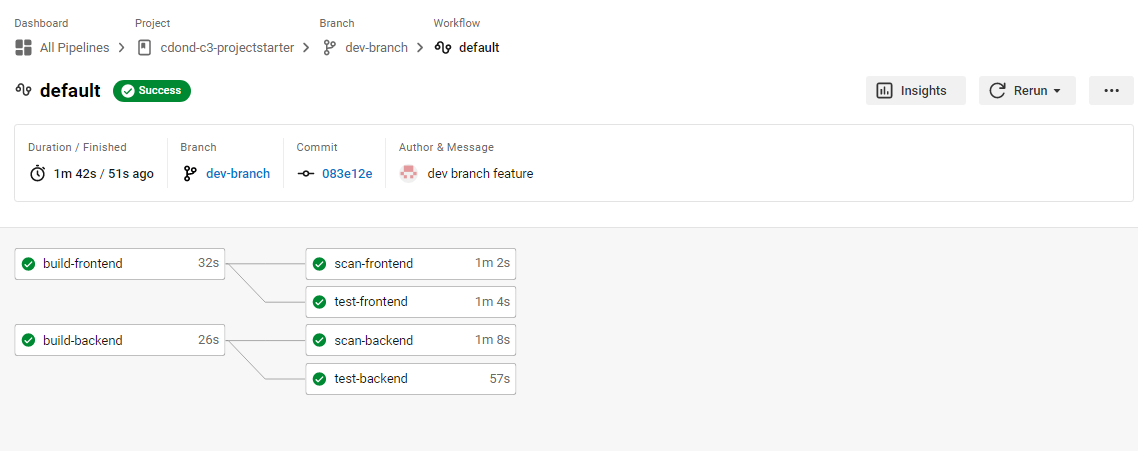 Dashboard Project Branch Workflow
All Pipelines cdond-c3-projectstarter dev-branch default
default Success Insights Rerun
Duration / Finished Branch Commit Author & Message
1m 42s / 51s ago dev-branch 083e12e dev branch feature
build-frontend 32s scan-frontend 1m 2s
test-frontend 1m 4s
build-backend 26s scan-backend 1m 8s
test-backend 57s